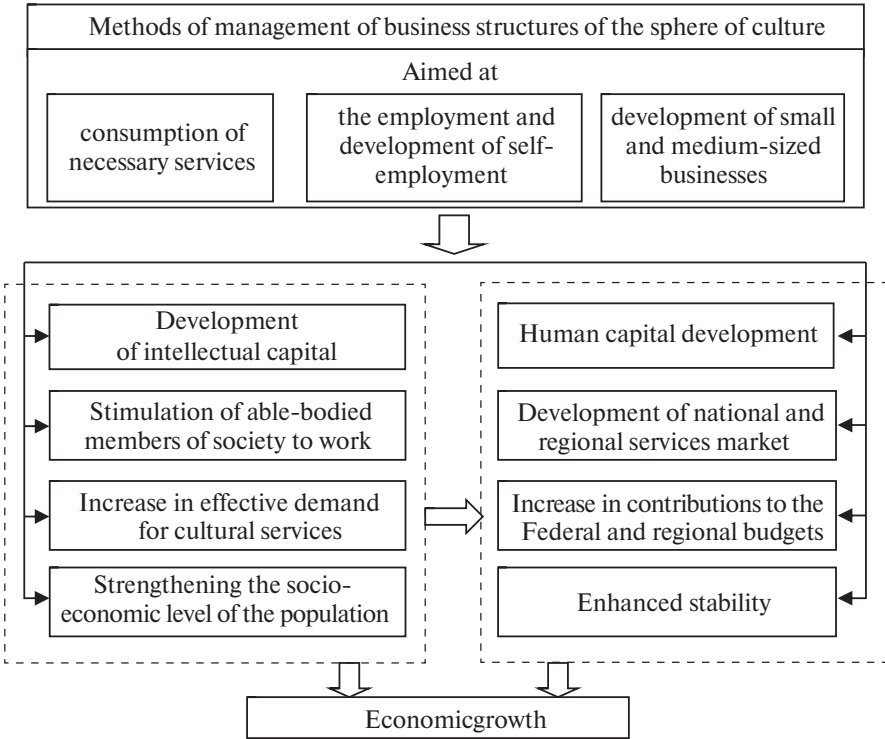 Methods of management of business structures of the sphere of culture
Aimed at
consumption of
necessary services
the employment and
development of self-
employment
development of small
and medium-sized
businesses
Development
of intellectual capital
Stimulation of able-bodied
members of society to work
Increase in effective demand
for cultural services
Strengthening the socio-
economic level of the population
Human capital development
Development of national and
regional services market
Increase in contributions to the
Federal and regional budgets
Enhanced stability
Economicgrowth